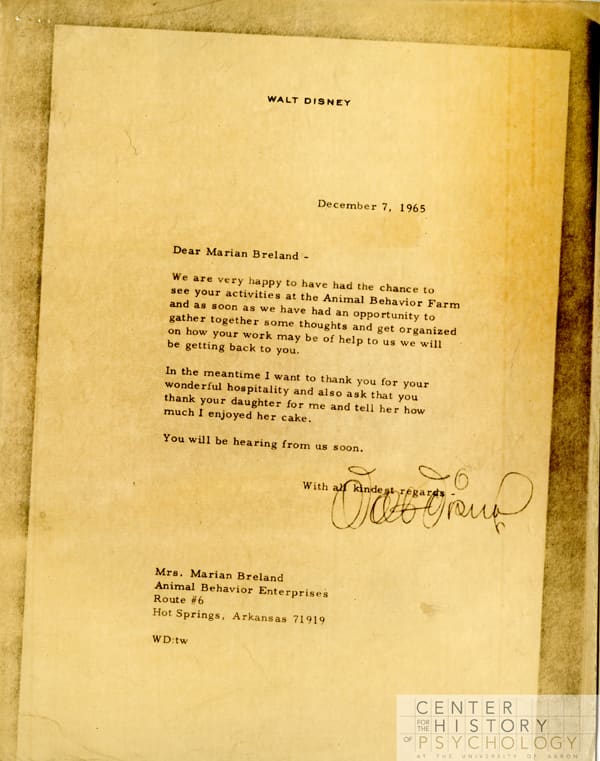 WALT DISNEY
December 7, 1965
Dear Marian Breland -
We are very happy to have had the chance to
see your activities at the Animal Behavior Farm
and as soon as we have had an opportunity to
gather together some thoughts and get organized
on how your work may be of help to us we will
be getting back to you.
In the meantime I want to thank you for your
wonderful hospitality and also ask that you
thank your daughter for me and tell her how
much I enjoyed her cake.
You will be hearing from us soon.
With all kindest regards -
Walt Disney
Mrs. Marian Breland
Animal Behavior Enterprises
Route #6
Hot Springs, Arkansas 71919
WD:tw
CENTER
FOR THE HISTORY
OF PSYCHOLOGY
AT THE UNIVERSITY OF AKRON